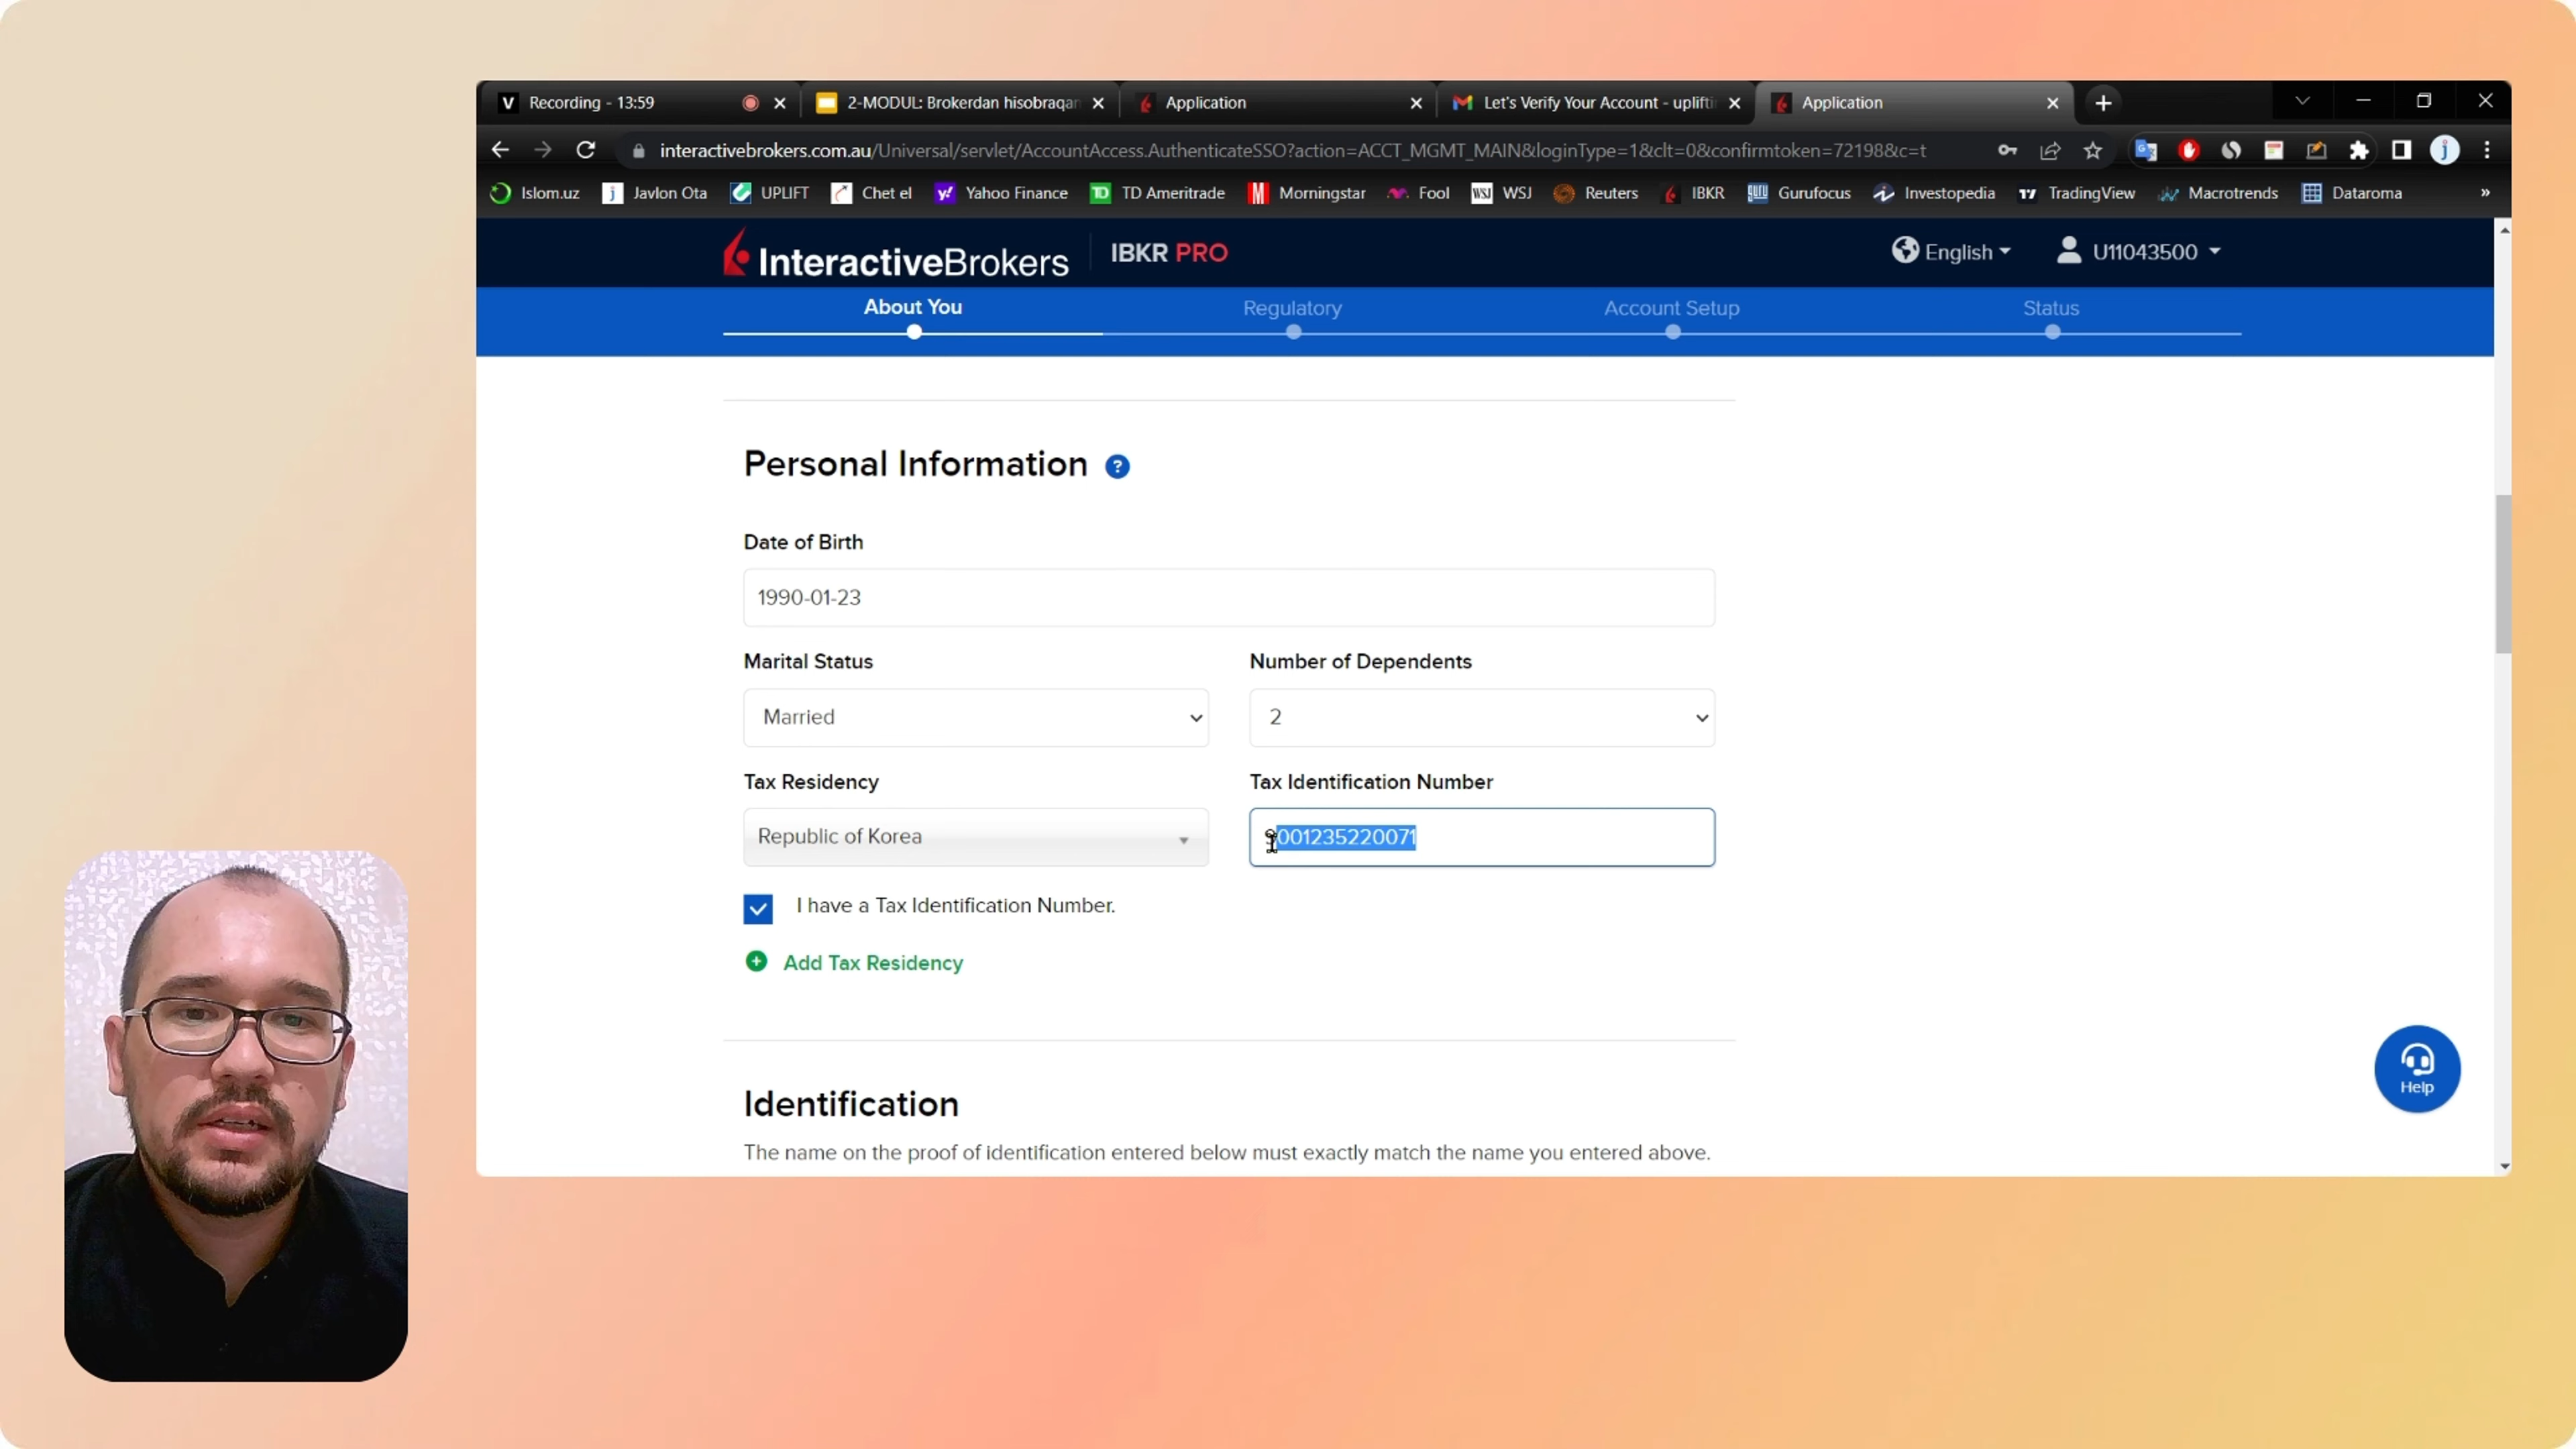 V Recording - 13:59
2-MODUL: Brokerdan hisobraqan
Application
Let's Verify Your Account - uplifti
Application
interactivebrokers.com.au/Universal/servlet/AccountAccess.AuthenticateSSO?action=ACCT_MGMT_MAIN&loginType=1&clt=0&confirmtoken=72198&c=t
Islom.uz j Javlon Ota UPLIFT Chet el Yahoo Finance TD Ameritrade Morningstar Fool WSJ WSJ Reuters IBKR Gurufocus Investopedia TradingView Macrotrends Dataroma »
InteractiveBrokers IBKR PRO English U11043500
About You Regulatory Account Setup Status
Personal Information ?
Date of Birth
1990-01-23
Marital Status Number of Dependents
Married 2
Tax Residency Tax Identification Number
Republic of Korea 001235220071
I have a Tax Identification Number.
Add Tax Residency
Identification
The name on the proof of identification entered below must exactly match the name you entered above.
Help